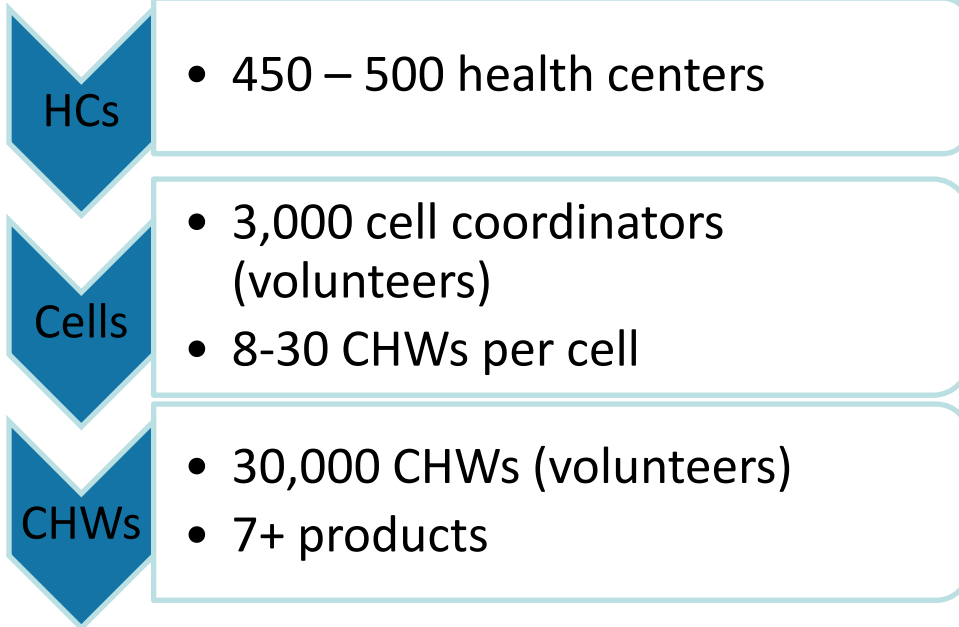 HCs
• 450 – 500 health centers
Cells
• 3,000 cell coordinators
(volunteers)
• 8-30 CHWs per cell
CHWs
• 30,000 CHWs (volunteers)
• 7+ products